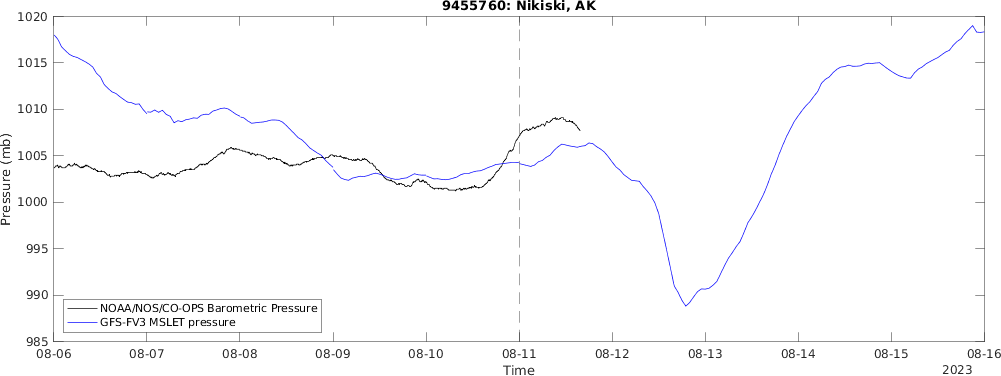 9455760: Nikiski, AK
Pressure (mb)
1020
1015
1010
1005
1000
995
990
985
NOAA/NOS/CO-OPS Barometric Pressure
GFS-FV3 MSLET pressure
08-06 08-07 08-08 08-09 08-10 08-11 08-12 08-13 08-14 08-15 08-16
Time
2023